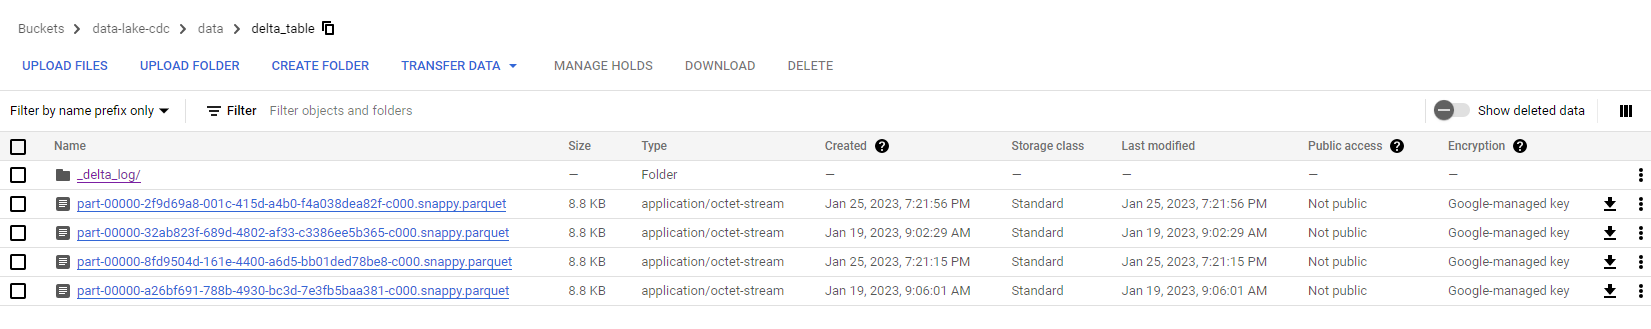 Buckets > data-lake-cdc > data > delta_table
UPLOAD FILES UPLOAD FOLDER CREATE FOLDER TRANSFER DATA MANAGE HOLDS DOWNLOAD DELETE
Filter by name prefix only Filter Filter objects and folders Show deleted data
Name Size Type Created ? Storage class Last modified Public access ? Encryption ?
_delta_log/ — Folder — — — — —
part-00000-2f9d69a8-001c-415d-a4b0-f4a038dea82f-c000.snappy.parquet 8.8 KB application/octet-stream Jan 25, 2023, 7:21:56 PM Standard Jan 25, 2023, 7:21:56 PM Not public Google-managed key
part-00000-32ab823f-689d-4802-af33-c3386ee5b365-c000.snappy.parquet 8.8 KB application/octet-stream Jan 19, 2023, 9:02:29 AM Standard Jan 19, 2023, 9:02:29 AM Not public Google-managed key
part-00000-8fd9504d-161e-4400-a6d5-bb01ded78be8-c000.snappy.parquet 8.8 KB application/octet-stream Jan 25, 2023, 7:21:15 PM Standard Jan 25, 2023, 7:21:15 PM Not public Google-managed key
part-00000-a26bf691-788b-4930-bc3d-7e3fb5baa381-c000.snappy.parquet 8.8 KB application/octet-stream Jan 19, 2023, 9:06:01 AM Standard Jan 19, 2023, 9:06:01 AM Not public Google-managed key